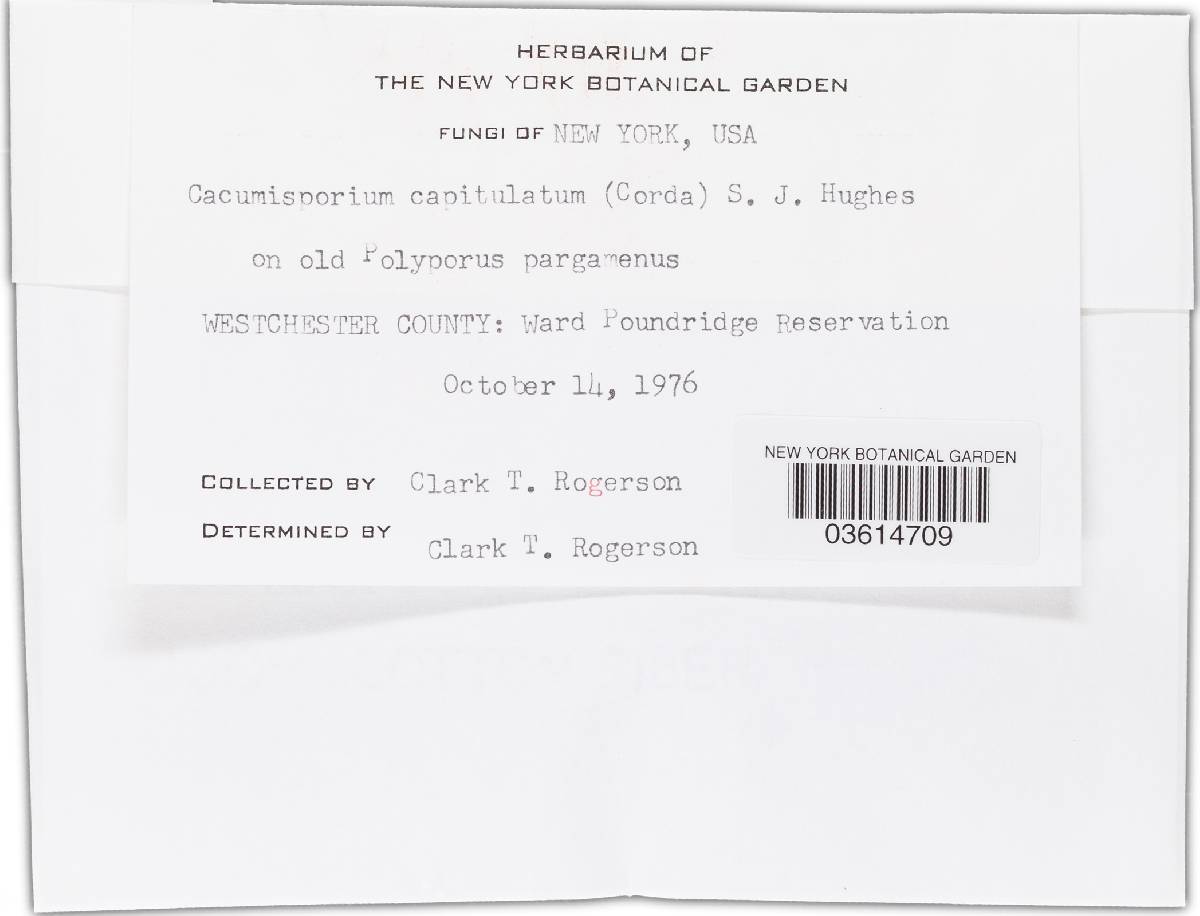 HERBARIUM OF
THE NEW YORK BOTANICAL GARDEN
FUNGI OF NEW YORK, USA
Cacumisporium capitulatum (Corda) S. J. Hughes
on old Polyporus pargamenus
WESTCHESTER COUNTY: Ward Poundridge Reservation
October 14, 1976
COLLECTED BY Clark T. Rogerson
DETERMINED BY Clark T. Rogerson
NEW YORK BOTANICAL GARDEN
03614709